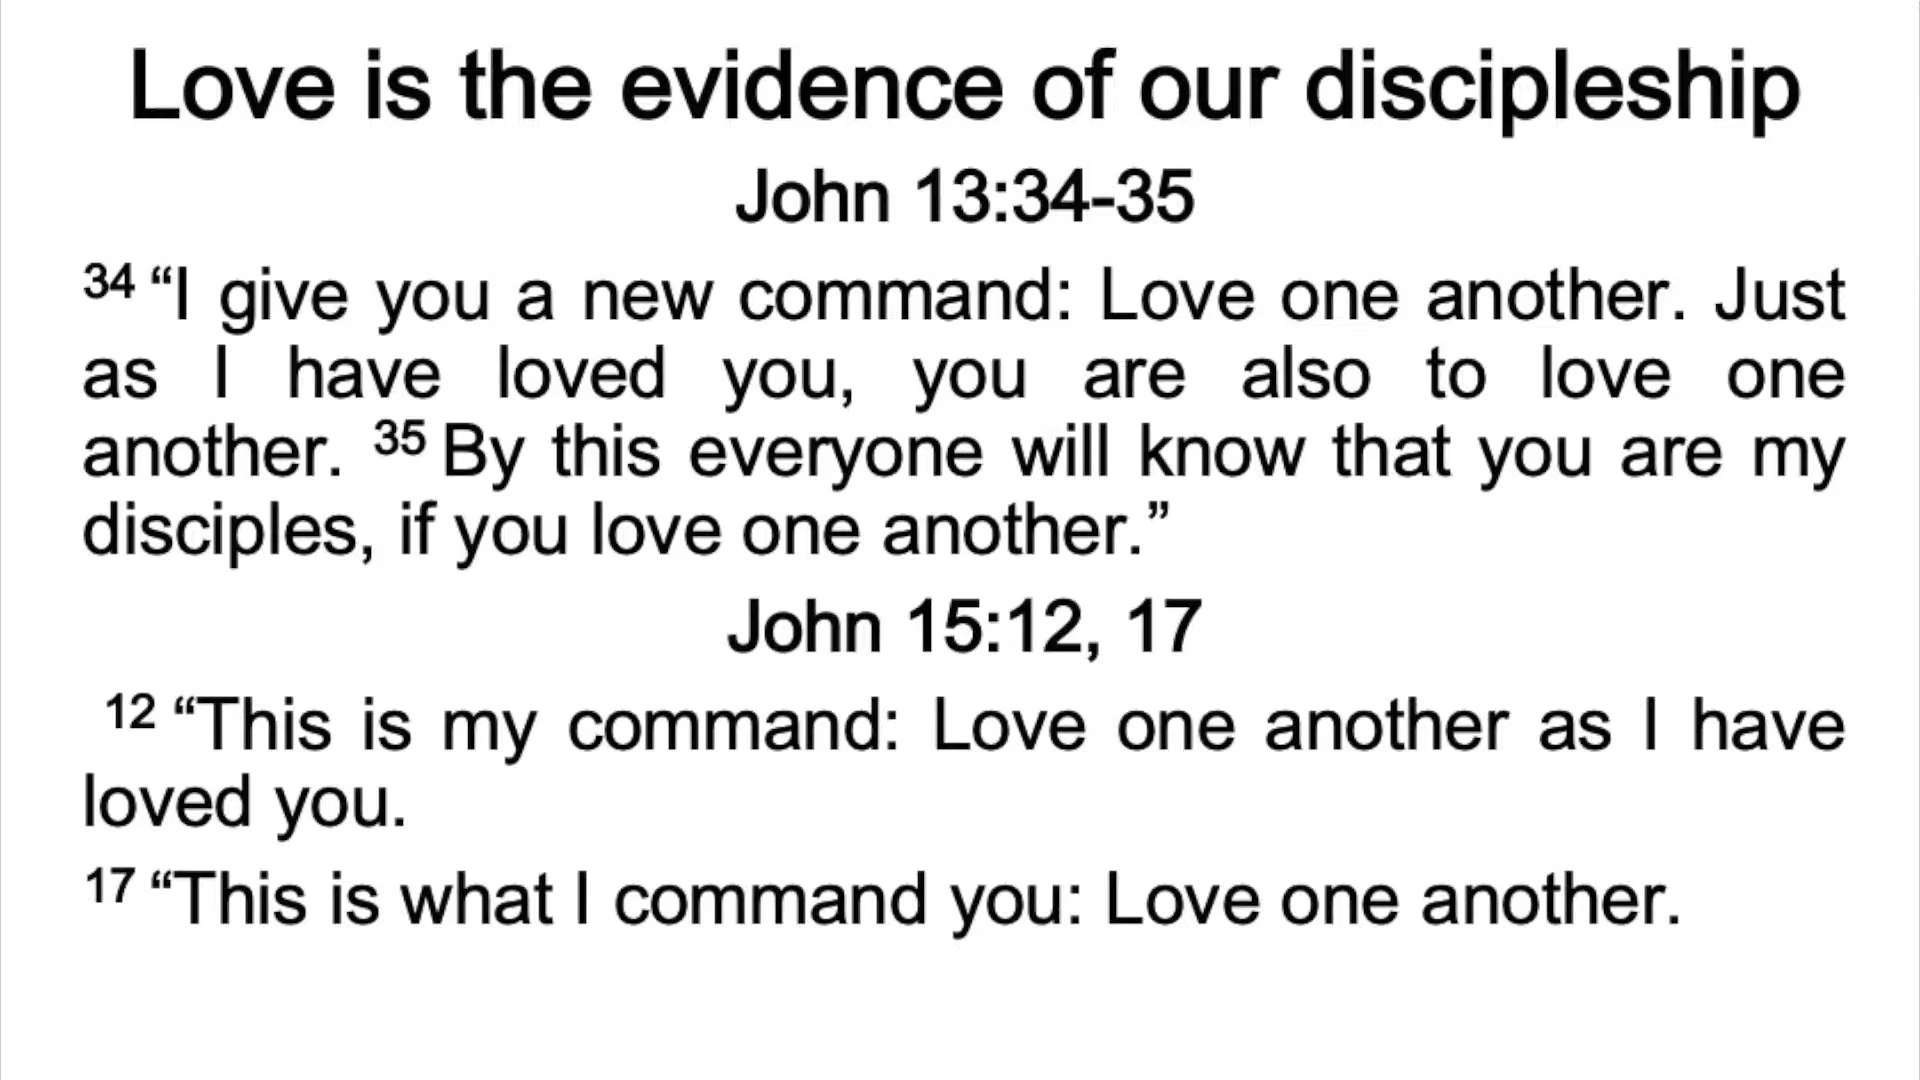 Love is the evidence of our discipleship
John 13:34-35
34 “I give you a new command: Love one another. Just
as I have loved you, you are also to love one
another. 35 By this everyone will know that you are my
disciples, if you love one another.”
John 15:12, 17
12 “This is my command: Love one another as I have
loved you.
17 “This is what I command you: Love one another.